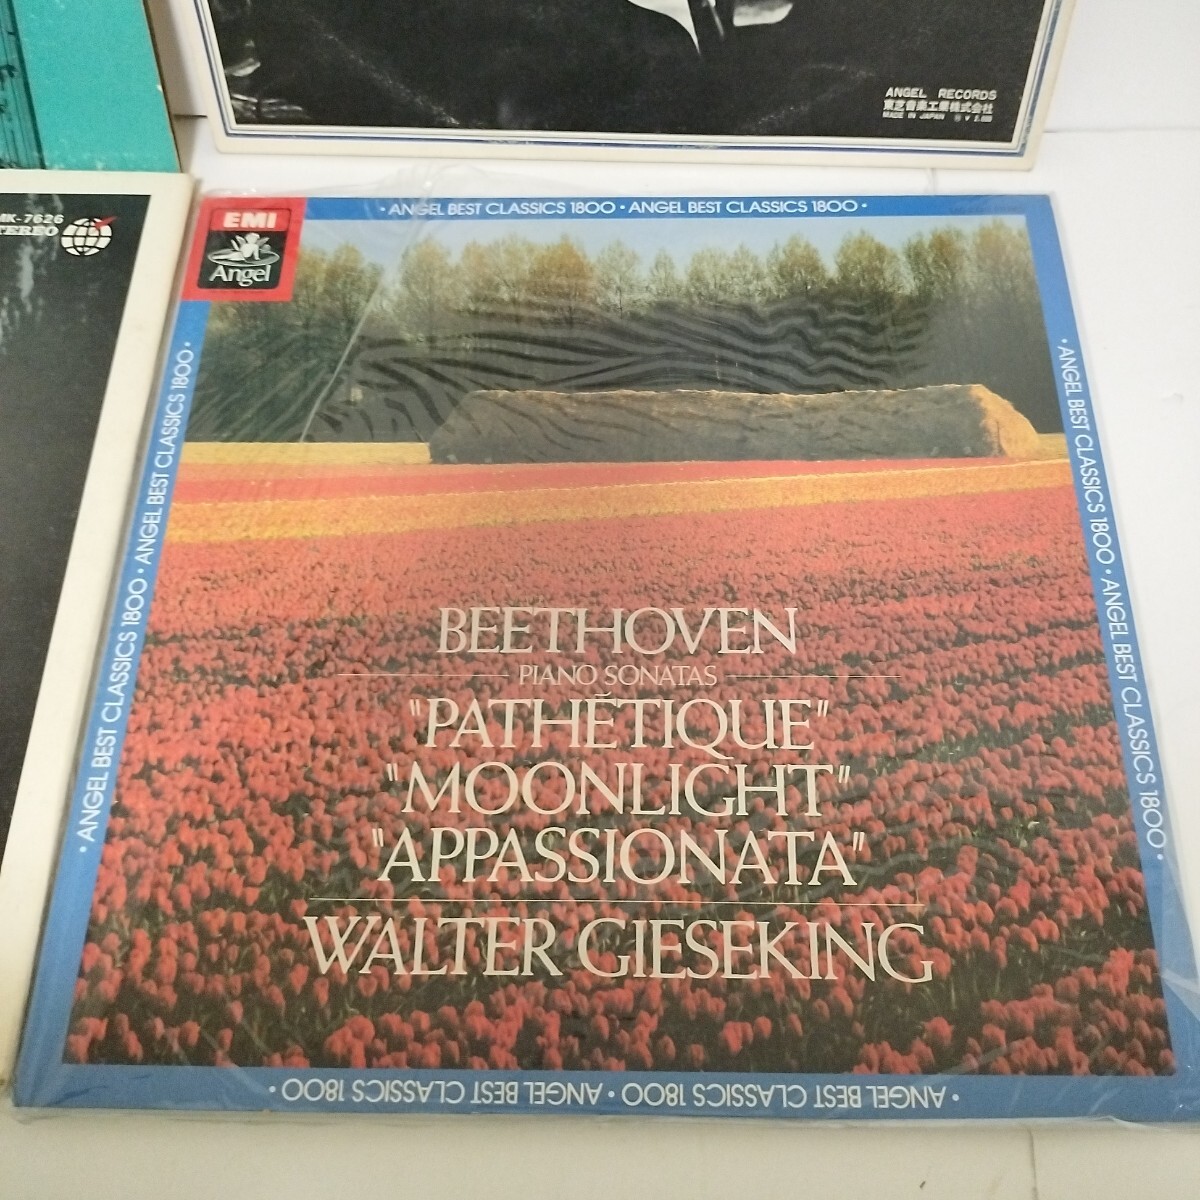 ANGEL RECORDS
東芝音楽工業株式会社
MADE IN JAPAN
MK-7626
STEREO
EMI
Angel
· ANGEL BEST CLASSICS 1800 · ANGEL BEST CLASSICS 1800 ·
· ANGEL BEST CLASSICS 1800 · ANGEL BEST CLASSICS 1800 ·
· ANGEL BEST CLASSICS 1800 · ANGEL BEST CLASSICS 1800 ·
BEETHOVEN
PIANO SONATAS
"PATHÉTIQUE"
"MOONLIGHT"
"APPASSIONATA"
WALTER GIESEKING
· ANGEL BEST CLASSICS 1800 · ANGEL BEST CLASSICS 1800 ·